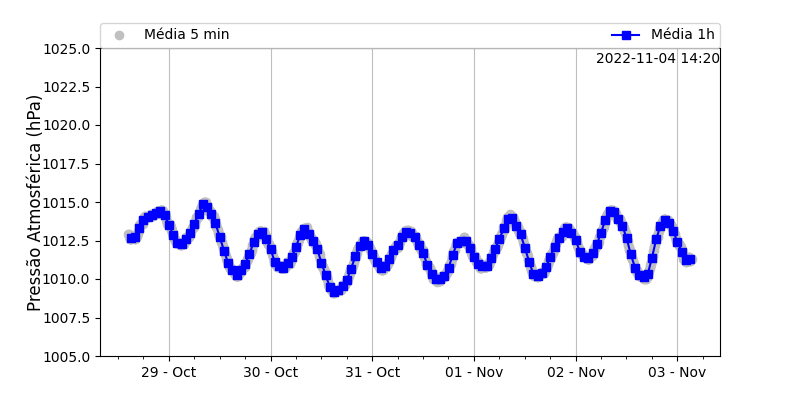 Média 5 min
Média 1h
2022-11-04 14:20
Pressão Atmosférica (hPa)
1025.0
1022.5
1020.0
1017.5
1015.0
1012.5
1010.0
1007.5
1005.0
29 - Oct
30 - Oct
31 - Oct
01 - Nov
02 - Nov
03 - Nov